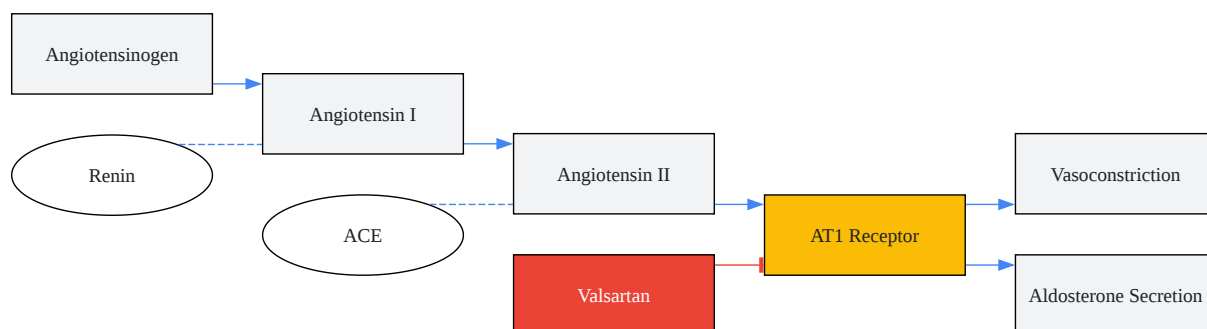 Angiotensinogen
Angiotensin I
Renin
Angiotensin II
Vasoconstriction
ACE
AT1 Receptor
Valsartan
Aldosterone Secretion